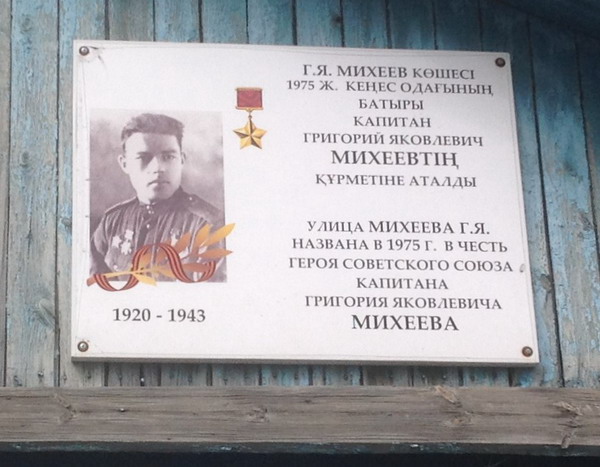 Г.Я. МИХЕЕВ КӨШЕСІ
1975 Ж. КЕҢЕС ОДАҒЫНЫҢ
БАТЫРЫ
КАПИТАН
ГРИГОРИЙ ЯКОВЛЕВИЧ
МИХЕЕВТІҢ
ҚҰРМЕТІНЕ АТАЛДЫ
УЛИЦА МИХЕЕВА Г.Я.
НАЗВАНА В 1975 Г. В ЧЕСТЬ
ГЕРОЯ СОВЕТСКОГО СОЮЗА
КАПИТАНА
ГРИГОРИЯ ЯКОВЛЕВИЧА
МИХЕЕВА
1920 - 1943